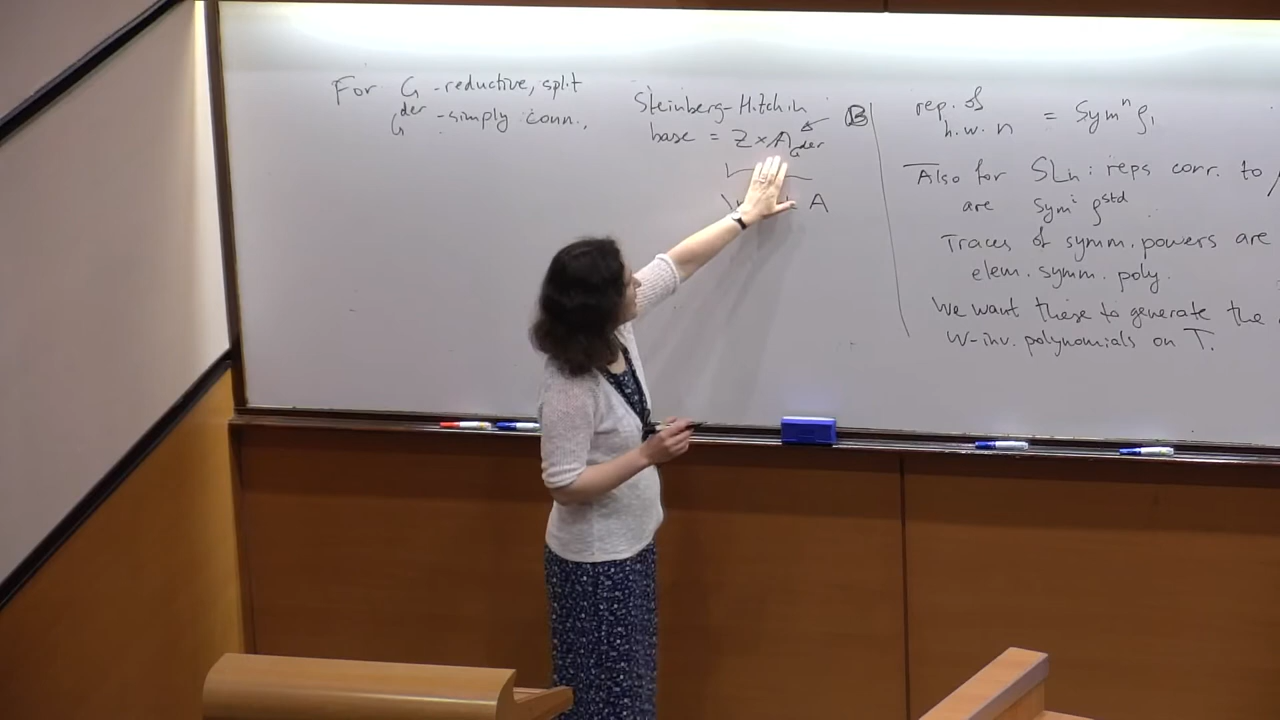 For G - reductive, split
G^der - simply conn.,
Steinberg-Hitchin
base = Z × A_{G^der} ← B
A
rep. of
h.w. n = Sym^n ρ_1
Also for SL_n: reps corr. to
are Sym^i ρ^std.
Traces of symm. powers are
elem. symm. poly.
We want these to generate the
W-inv. polynomials on T.